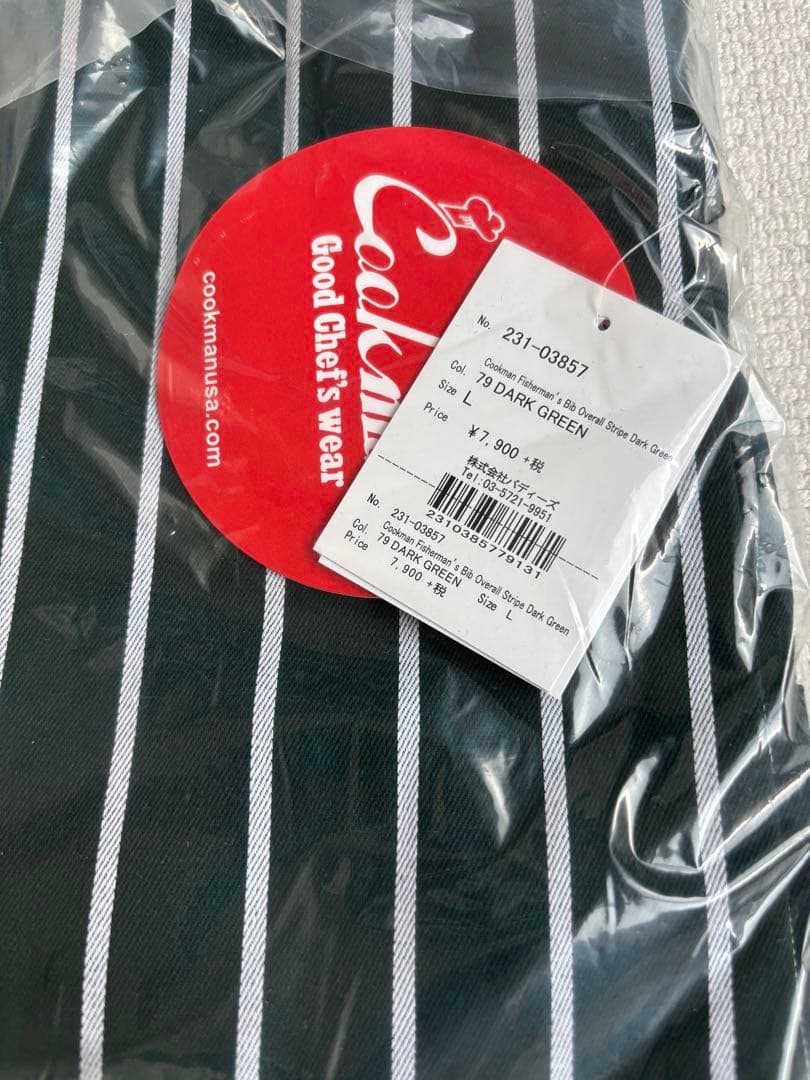 Cookm
Good Chef's wear
cookmanusa.com
No. 231-03857
Cookman Fisherman's Bib Overall Stripe Dark Green
Col. 79 DARK GREEN
Size L
Price ¥7,900 +税
株式会社バディーズ
Tel:03-5721-9951
2310385779131
No. 231-03857
Cookman Fisherman's Bib Overall Stripe Dark Green
Col. 79 DARK GREEN Size L
Price 7,900 +税